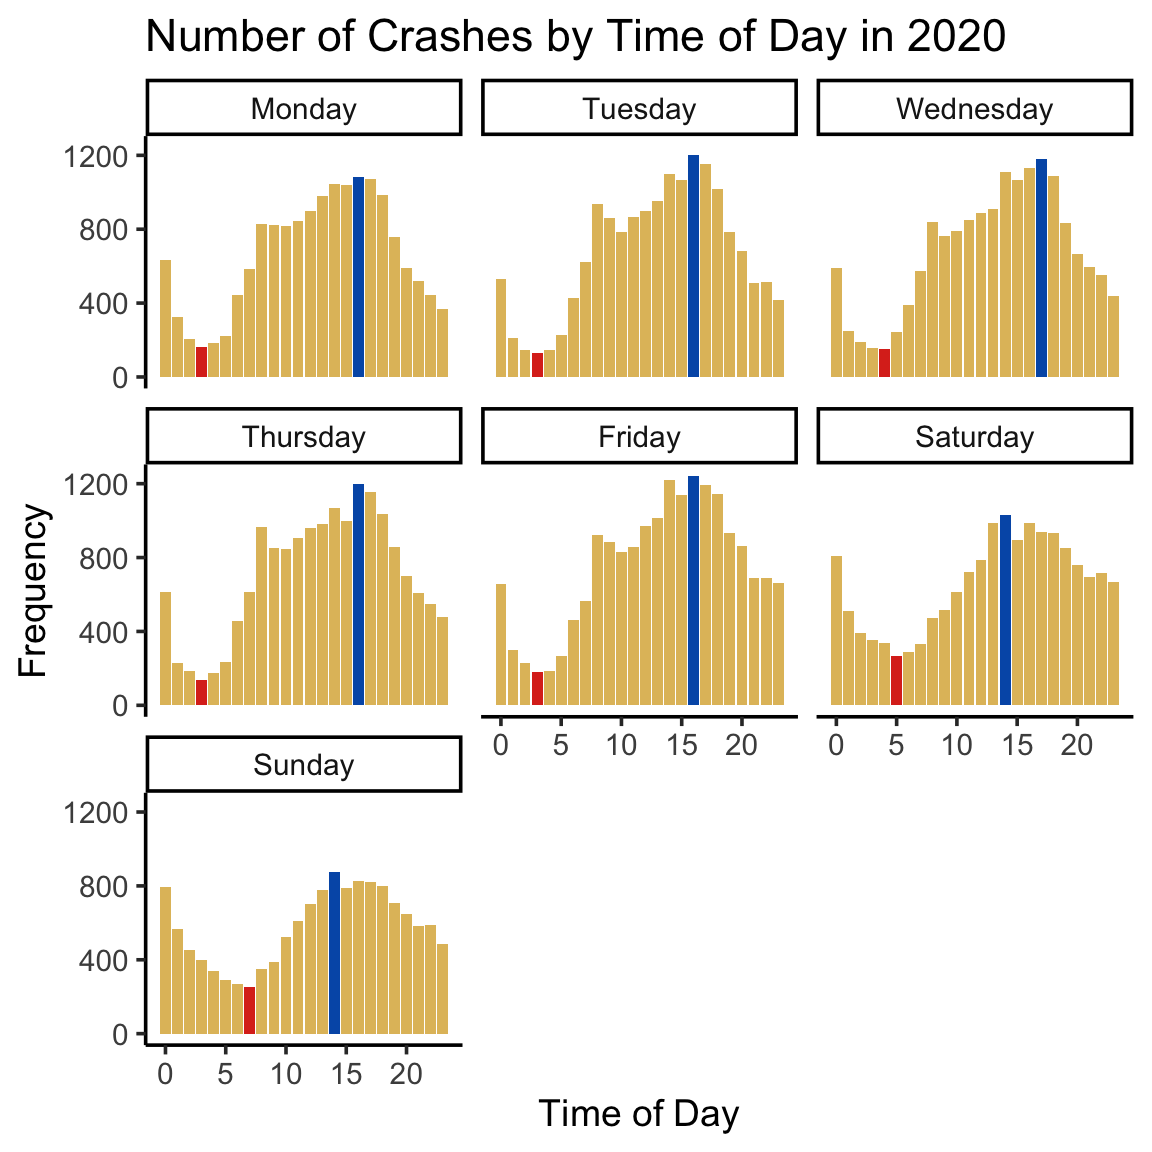 Number of Crashes by Time of Day in 2020
Monday Tuesday Wednesday
1200
800
400
0
Thursday Friday Saturday
1200
800
400
0
0 5 10 15 20 0 5 10 15 20
Sunday
1200
800
400
0
0 5 10 15 20
Frequency
Time of Day